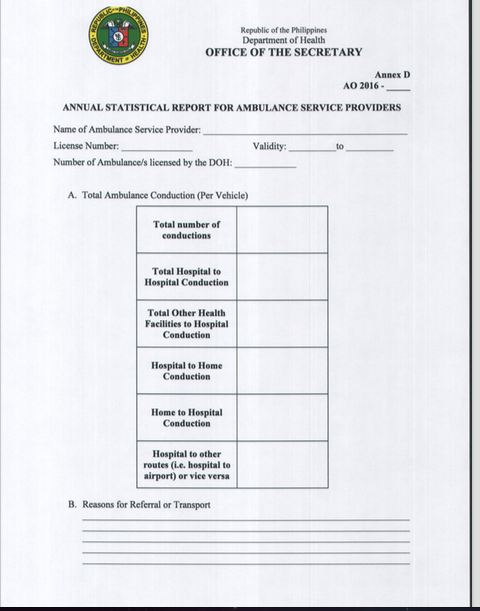 REPUBLIC OF THE PHILIPPINES
DEPARTMENT OF HEALTH
Republic of the Philippines
Department of Health
OFFICE OF THE SECRETARY
Annex D
AO 2016 - _____
ANNUAL STATISTICAL REPORT FOR AMBULANCE SERVICE PROVIDERS
Name of Ambulance Service Provider: ____________________
License Number: ____________ Validity: ________ to ________
Number of Ambulance/s licensed by the DOH: ____________
A. Total Ambulance Conduction (Per Vehicle)
Total number of
conductions
Total Hospital to
Hospital Conduction
Total Other Health
Facilities to Hospital
Conduction
Hospital to Home
Conduction
Home to Hospital
Conduction
Hospital to other
routes (i.e. hospital to
airport) or vice versa
B. Reasons for Referral or Transport